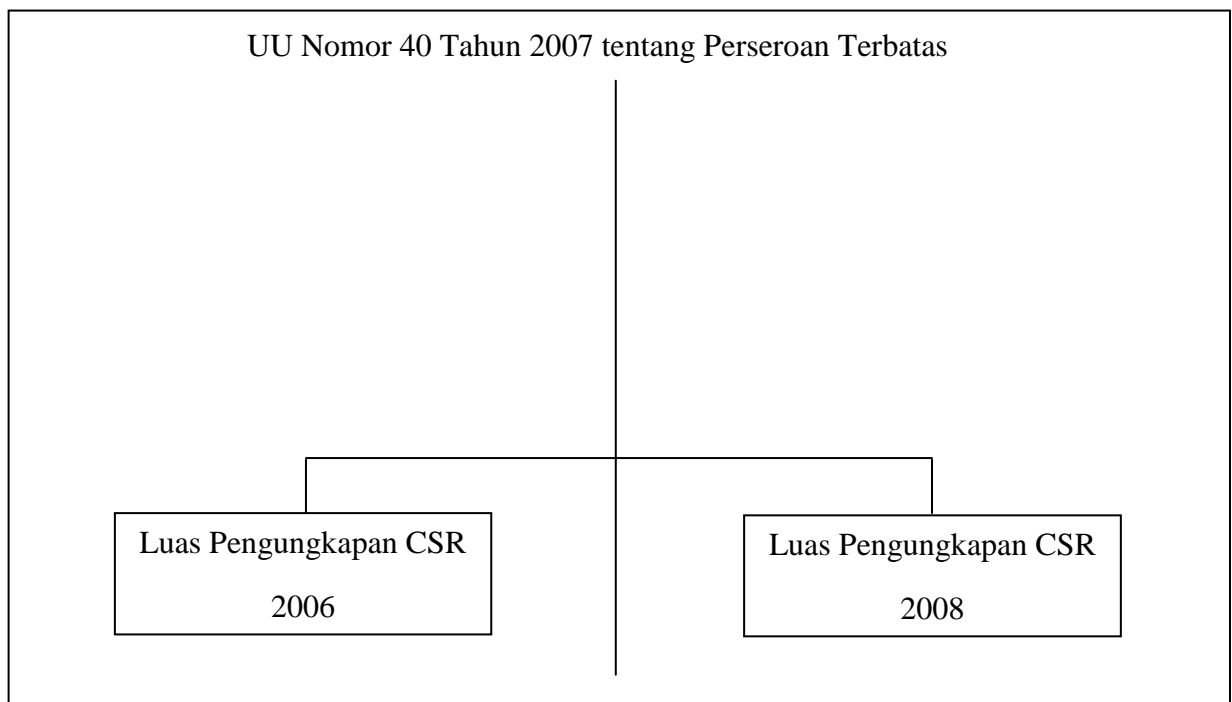 UU Nomor 40 Tahun 2007 tentang Perseroan Terbatas
Luas Pengungkapan CSR
2006
Luas Pengungkapan CSR
2008